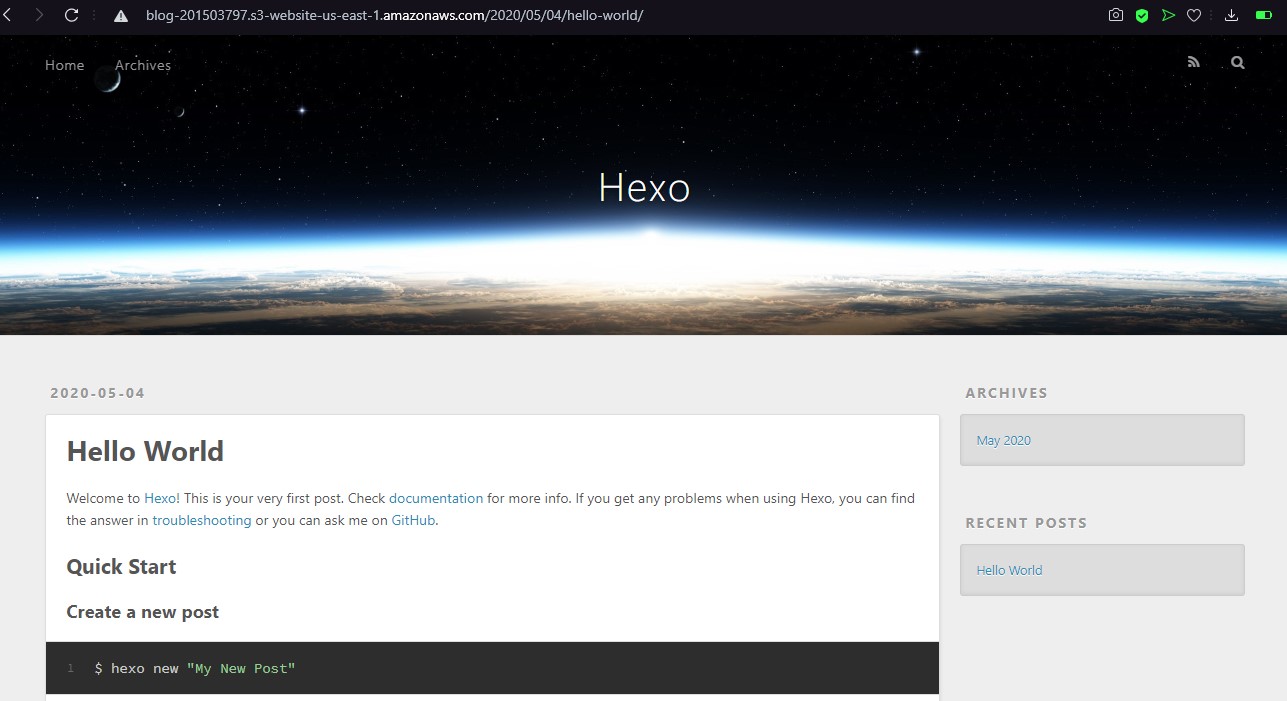 blog-201503797.s3-website-us-east-1.amazonaws.com/2020/05/04/hello-world/
Home Archives
Hexo
2020-05-04
Hello World
Welcome to Hexo! This is your very first post. Check documentation for more info. If you get any problems when using Hexo, you can find
the answer in troubleshooting or you can ask me on GitHub.
Quick Start
Create a new post
1 $ hexo new "My New Post"
ARCHIVES
May 2020
RECENT POSTS
Hello World